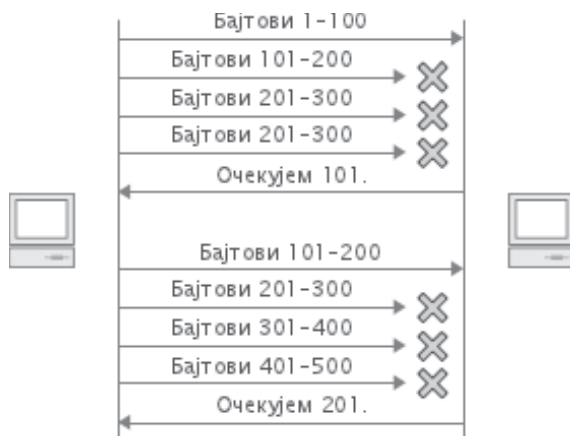 Бајтови 1-100
Бајтови 101-200
Бајтови 201-300
Бајтови 201-300
Очекујем 101.
Бајтови 101-200
Бајтови 201-300
Бајтови 301-400
Бајтови 401-500
Очекујем 201.